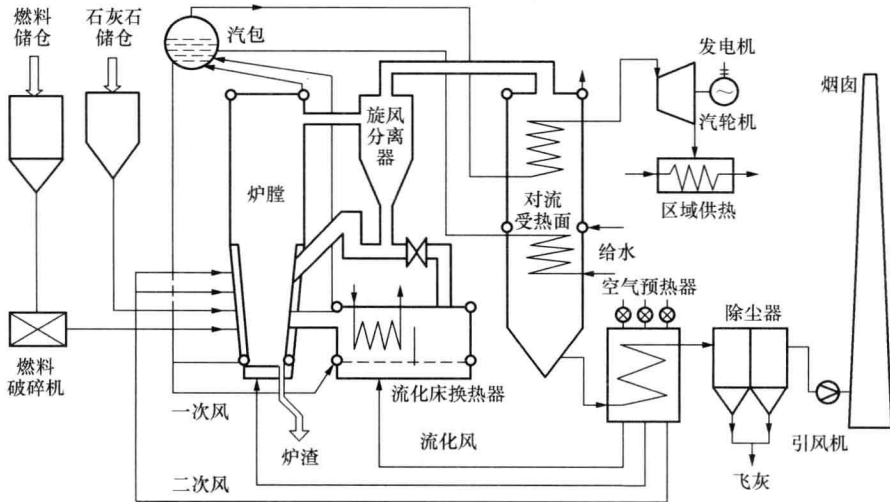 燃料
储仓
石灰石
储仓
汽包
旋风
分离
器
炉膛
对流
受热面
给水
发电机
汽轮机
区域供热
烟囱
空气预热器
除尘器
燃料
破碎机
流化床换热器
一次风
炉渣
流化风
二次风
引风机
飞灰